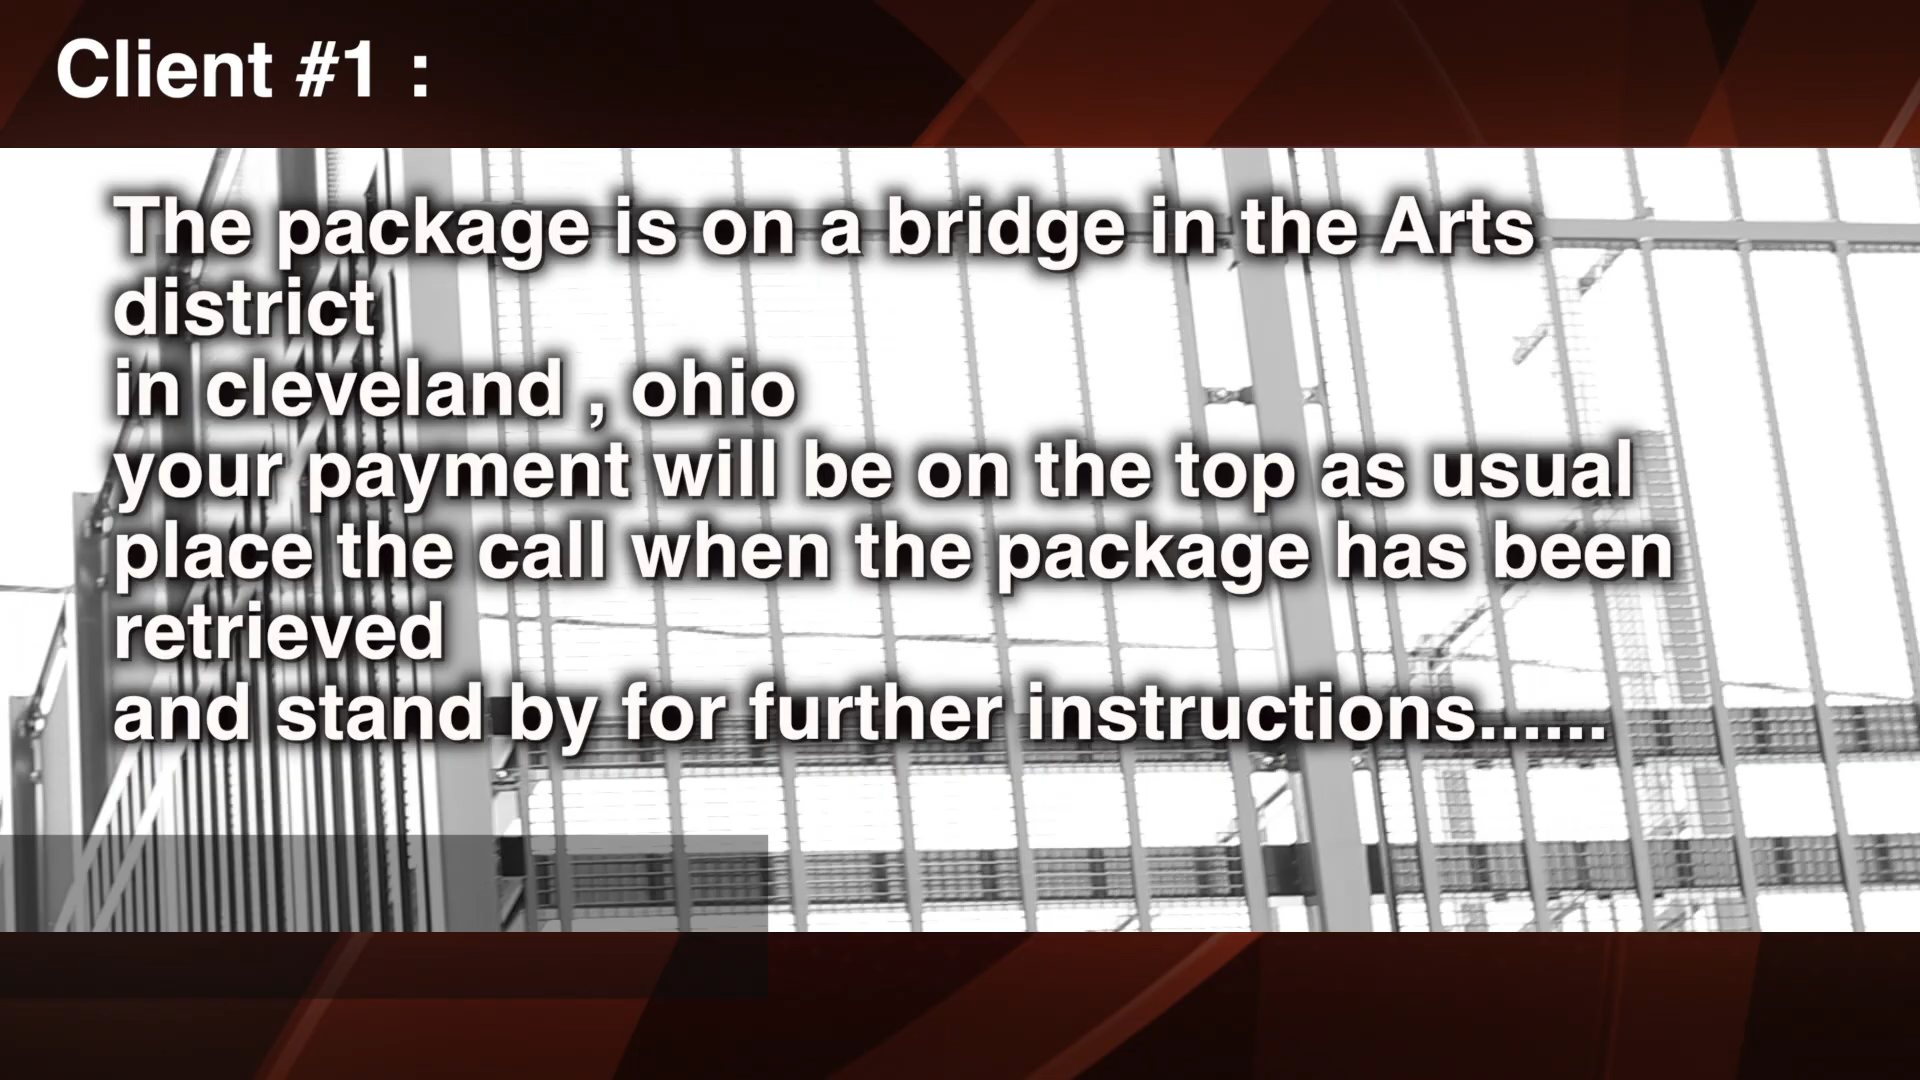 Client #1 :
The package is on a bridge in the Arts
district
in cleveland , ohio
your payment will be on the top as usual
place the call when the package has been
retrieved
and stand by for further instructions......